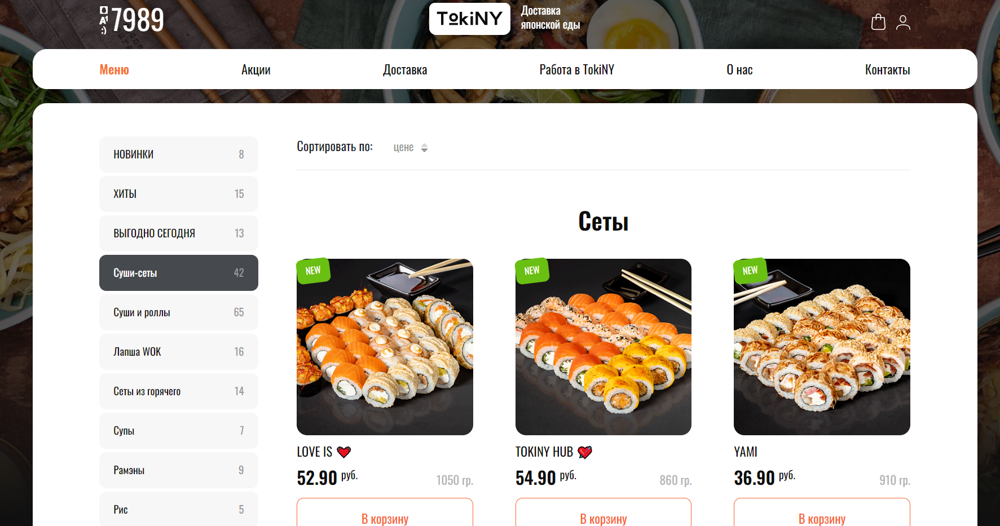 A1
7989
TokiNY
Доставка
японской еды
Меню
Акции
Доставка
Работа в TokiNY
О нас
Контакты
НОВИНКИ 8
ХИТЫ 15
ВЫГОДНО СЕГОДНЯ 13
Суши-сеты 42
Суши и роллы 65
Лапша WOK 16
Сеты из горячего 14
Супы 7
Рамэны 9
Рис 5
Сортировать по: цене
Сеты
NEW
LOVE IS
52.90 руб. 1050 гр.
В корзину
NEW
TOKINY HUB
54.90 руб. 860 гр.
В корзину
NEW
YAMI
36.90 руб. 910 гр.
В корзину